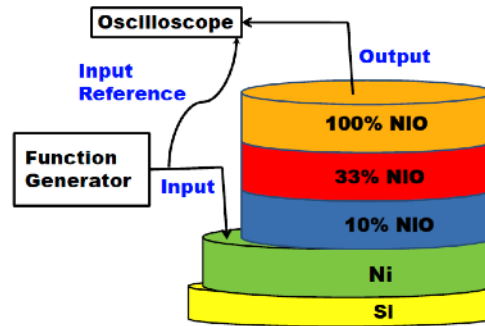 Oscilloscope
Output
Input
Reference
100% NIO
Function
Generator
33% NIO
Input
10% NIO
Ni
SI